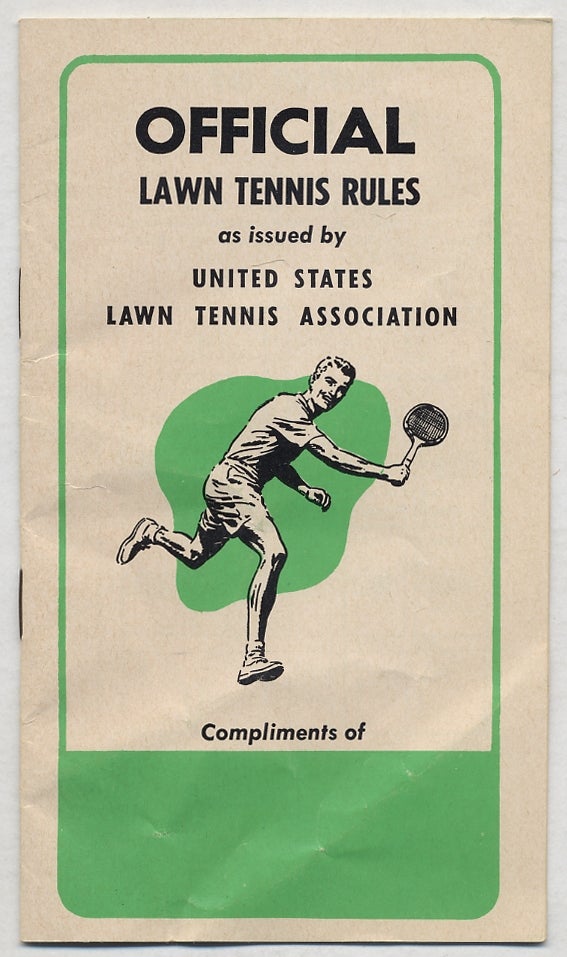 OFFICIAL
LAWN TENNIS RULES
as issued by
UNITED STATES
LAWN TENNIS ASSOCIATION
Compliments of